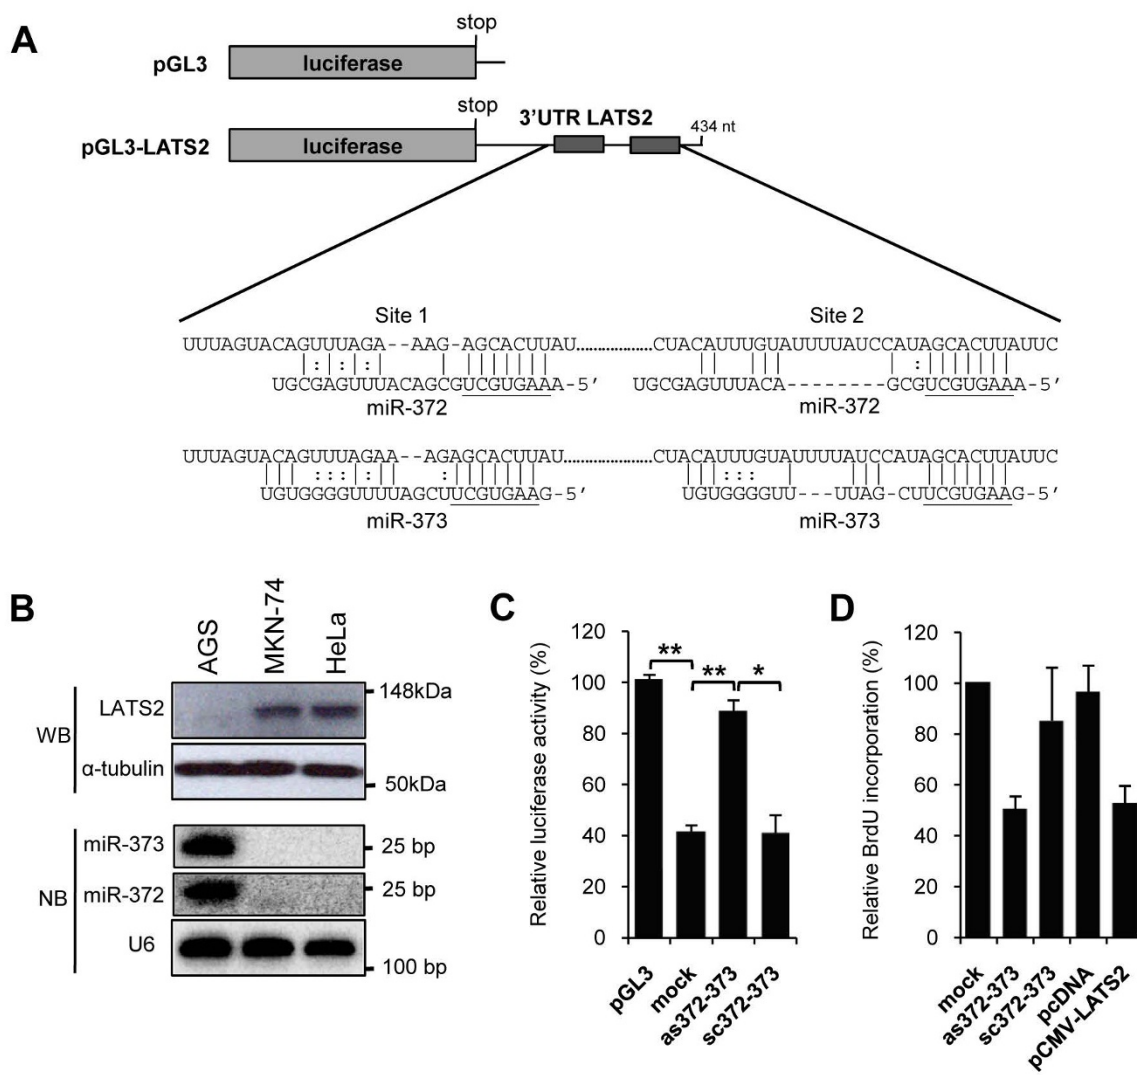 A
stop
pGL3
luciferase
stop
3'UTR LATS2
434 nt
pGL3-LATS2
luciferase
Site 1
Site 2
UUUAGUACAGUUUAGA--AAG-AGCACUUAU................CUACAUUUGUAUUUUAUCCAUAGCACUUAUUC
UGCGAGUUUACAGCGUCGUGAAA-5'
UGCGAGUUUACA--------GCGUCGUGAAA-5'
miR-372
miR-372
UUUAGUACAGUUUAGAA--AGAGCACUUAU................CUACAUUUGUAUUUUAUCCAUAGCACUUAUUC
UGUGGGGUUUUAGCUUCGUGAAG-5'
UGUGGGGUU---UUAG-CUUCGUGAAG-5'
miR-373
miR-373
B
AGS
MKN-74
HeLa
WB
LATS2
148kDa
α-tubulin
50kDa
NB
miR-373
25 bp
miR-372
25 bp
U6
100 bp
C
Relative luciferase activity (%)
120
100
80
60
40
20
0
**
**
*
pGL3
mock
as372-373
sc372-373
D
Relative BrdU incorporation (%)
120
100
80
60
40
20
0
mock
as372-373
sc372-373
pcDNA
pCMV-LATS2